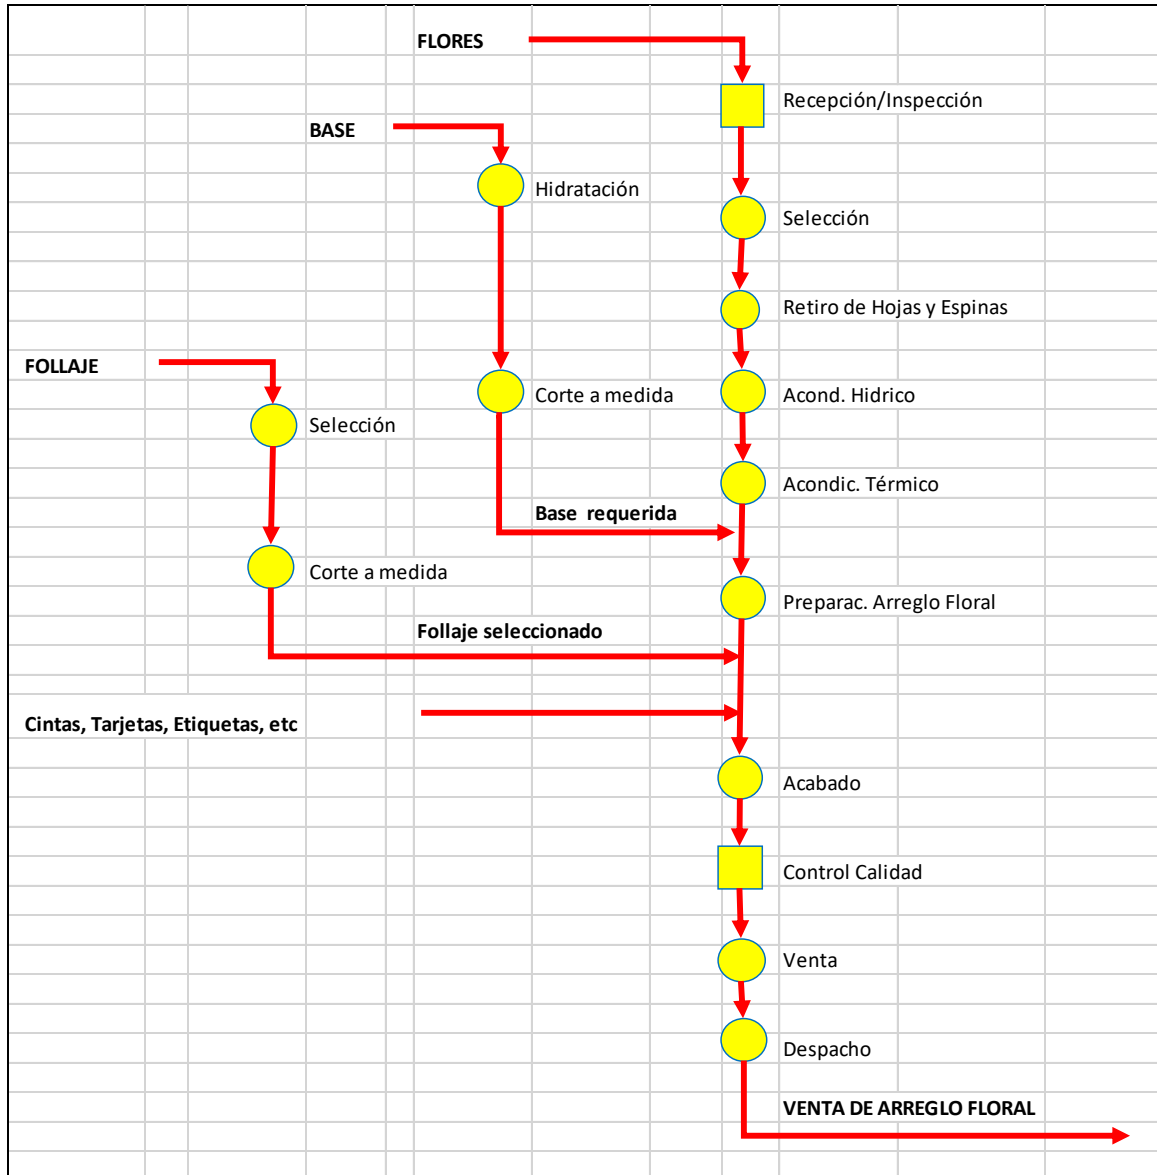 FLORES
Recepción/Inspección
BASE
Hidratación
Selección
Retiro de Hojas y Espinas
FOLLAJE
Corte a medida
Acond. Hidrico
Selección
Acondic. Térmico
Base requerida
Corte a medida
Preparac. Arreglo Floral
Follaje seleccionado
Cintas, Tarjetas, Etiquetas, etc
Acabado
Control Calidad
Venta
Despacho
VENTA DE ARREGLO FLORAL